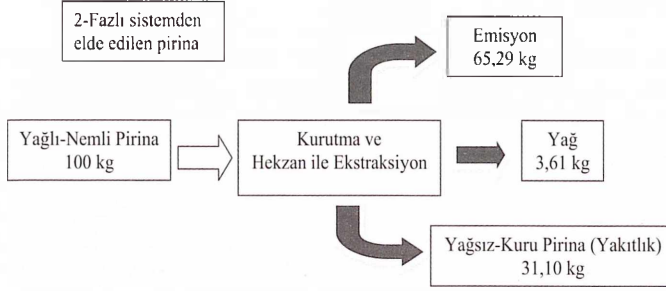 2-Fazlı sistemden
elde edilen pirina
Emisyon
65,29 kg
Yağlı-Nemli Pirina
100 kg
Kurutma ve
Hekzan ile Ekstraksiyon
Yağ
3,61 kg
Yağsız-Kuru Pirina (Yakıtlık)
31,10 kg